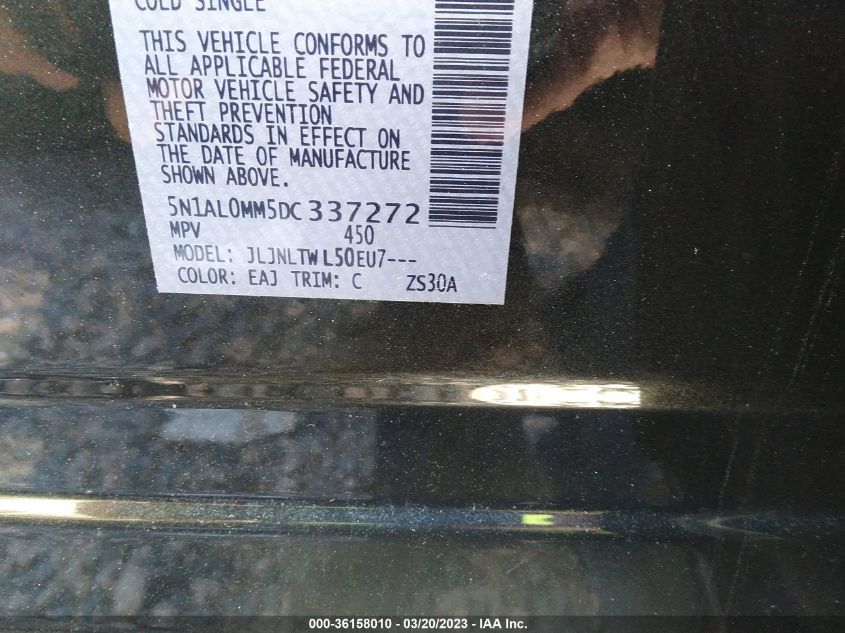 COLD SINGLE
THIS VEHICLE CONFORMS TO
ALL APPLICABLE FEDERAL
MOTOR VEHICLE SAFETY AND
THEFT PREVENTION
STANDARDS IN EFFECT ON
THE DATE OF MANUFACTURE
SHOWN ABOVE.
5N1AL0MM5DC337272
MPV 450
MODEL: JLJNLTWL50EU7---
COLOR: EAJ TRIM: C ZS30A
000-36158010 - 03/20/2023 - IAA Inc.